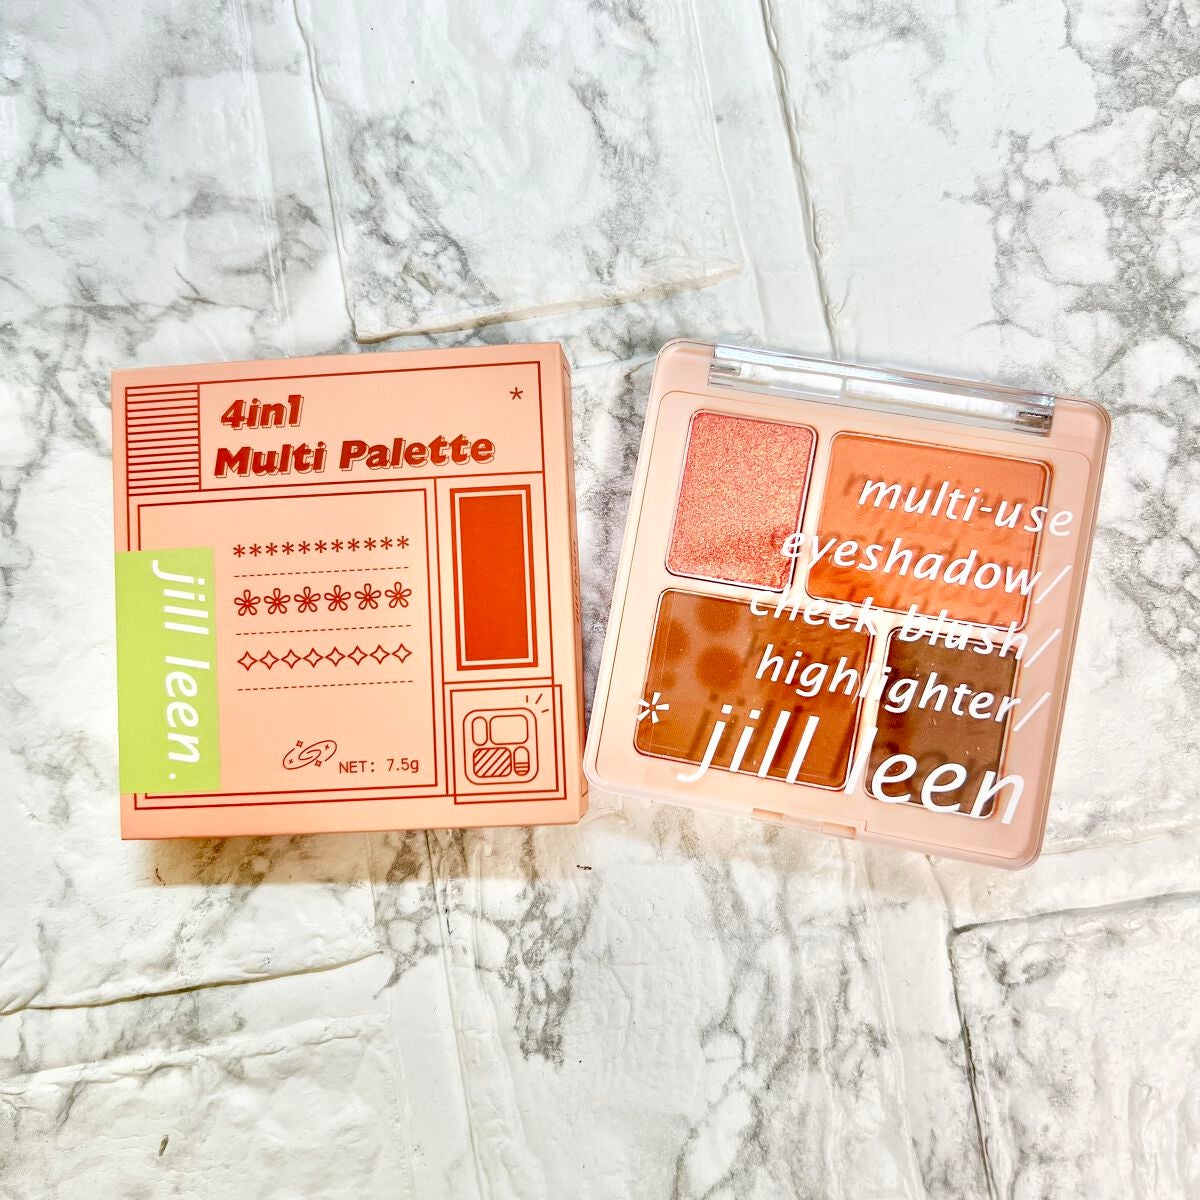 4in1
Multi Palette
*
***********
NET: 7.5g
jill leen.
multi-use
eyeshadow/
cheek blush/
highlighter/
* jill leen